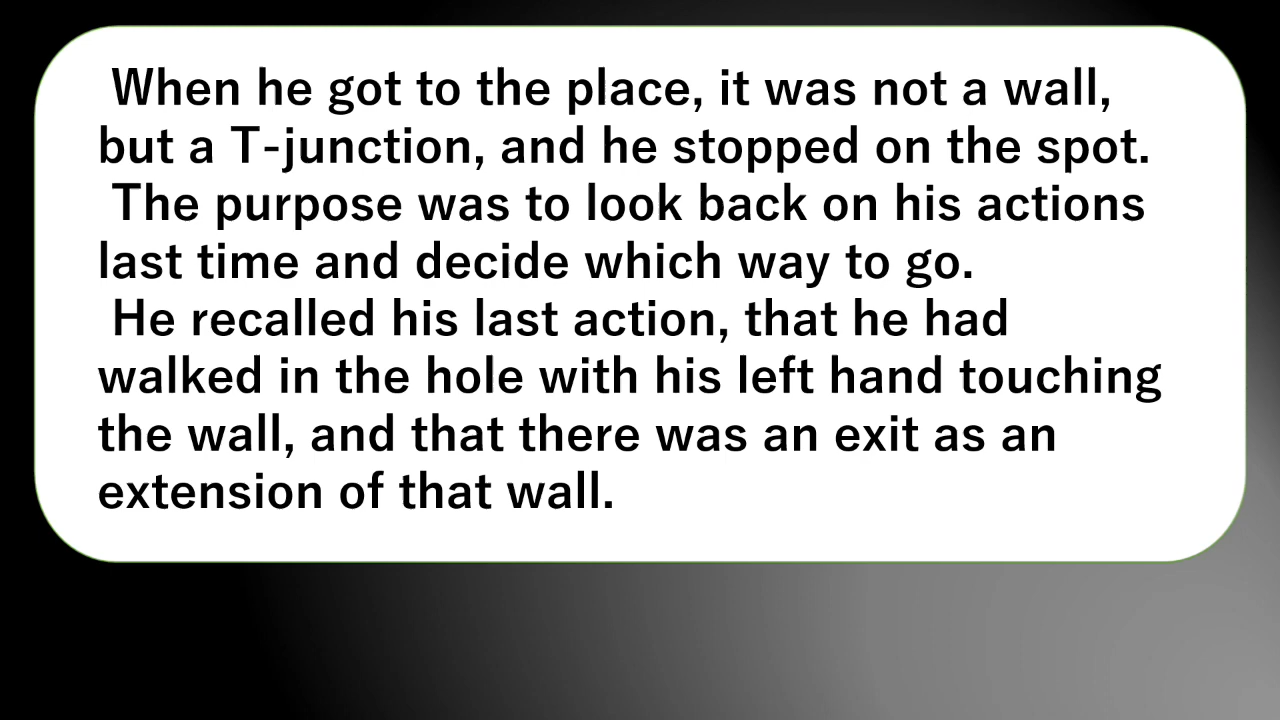 When he got to the place, it was not a wall,
but a T-junction, and he stopped on the spot.
The purpose was to look back on his actions
last time and decide which way to go.
He recalled his last action, that he had
walked in the hole with his left hand touching
the wall, and that there was an exit as an
extension of that wall.